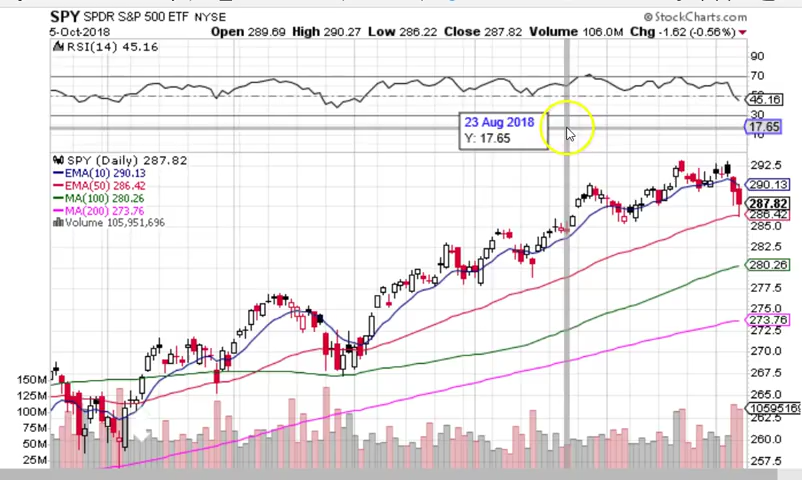 SPY SPDR S&P 500 ETF NYSE © StockCharts.com
5-Oct-2018 Open 289.69 High 290.27 Low 286.22 Volume 106.0M Chg -1.62 (-0.56%)
RSI(14) 45.16
90
70
50
45.16
30
17.65
10
23 Aug 2018
Y: 17.65
SPY (Daily) 287.82
EMA(10) 290.13
EMA(50) 286.42
MA(100) 280.26
MA(200) 273.76
Volume 105,951,696
292.5
290.13
287.82
286.42
285.0
282.5
280.26
277.5
275.0
273.76
272.5
270.0
267.5
265.0
262.5
260.0
257.5
150M
125M
100M
75M
50M
25M